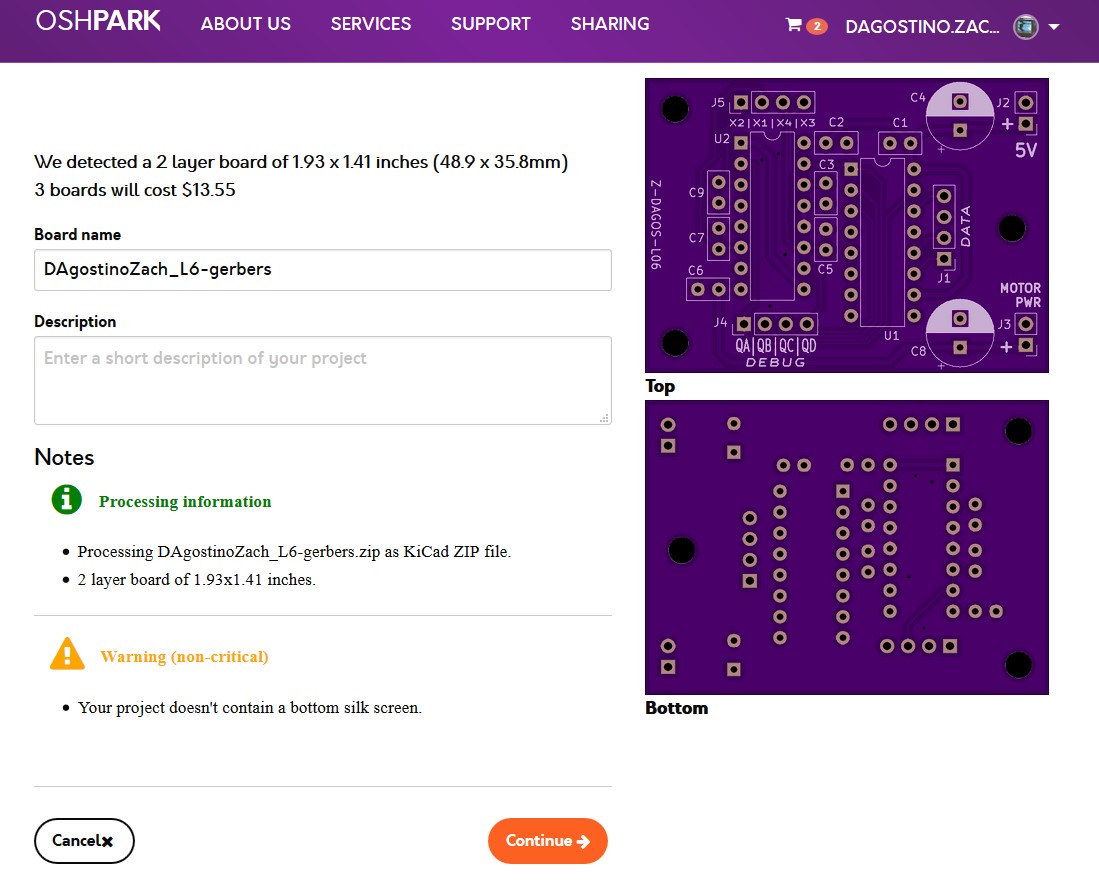 OSHPARK
ABOUT US
SERVICES
SUPPORT
SHARING
2
DAGOSTINO.ZAC...
We detected a 2 layer board of 1.93 x 1.41 inches (48.9 x 35.8mm)
3 boards will cost $13.55
Board name
DAgostinoZach_L6-gerbers
Description
Enter a short description of your project
Notes
Processing information
Processing DAgostinoZach_L6-gerbers.zip as KiCad ZIP file.
2 layer board of 1.93x1.41 inches.
Warning (non-critical)
Your project doesn't contain a bottom silk screen.
Cancel
Continue
J5
C4
J2
X2|X1|X4|X3
C2
C1
+
U2
+
5V
C3
C9
Z-DAGOS-L06
DATA
C7
C6
C5
J1
MOTOR
PWR
J4
J3
U1
QA|QB|QC|QD
C8
+
DEBUG
+
Top
Bottom